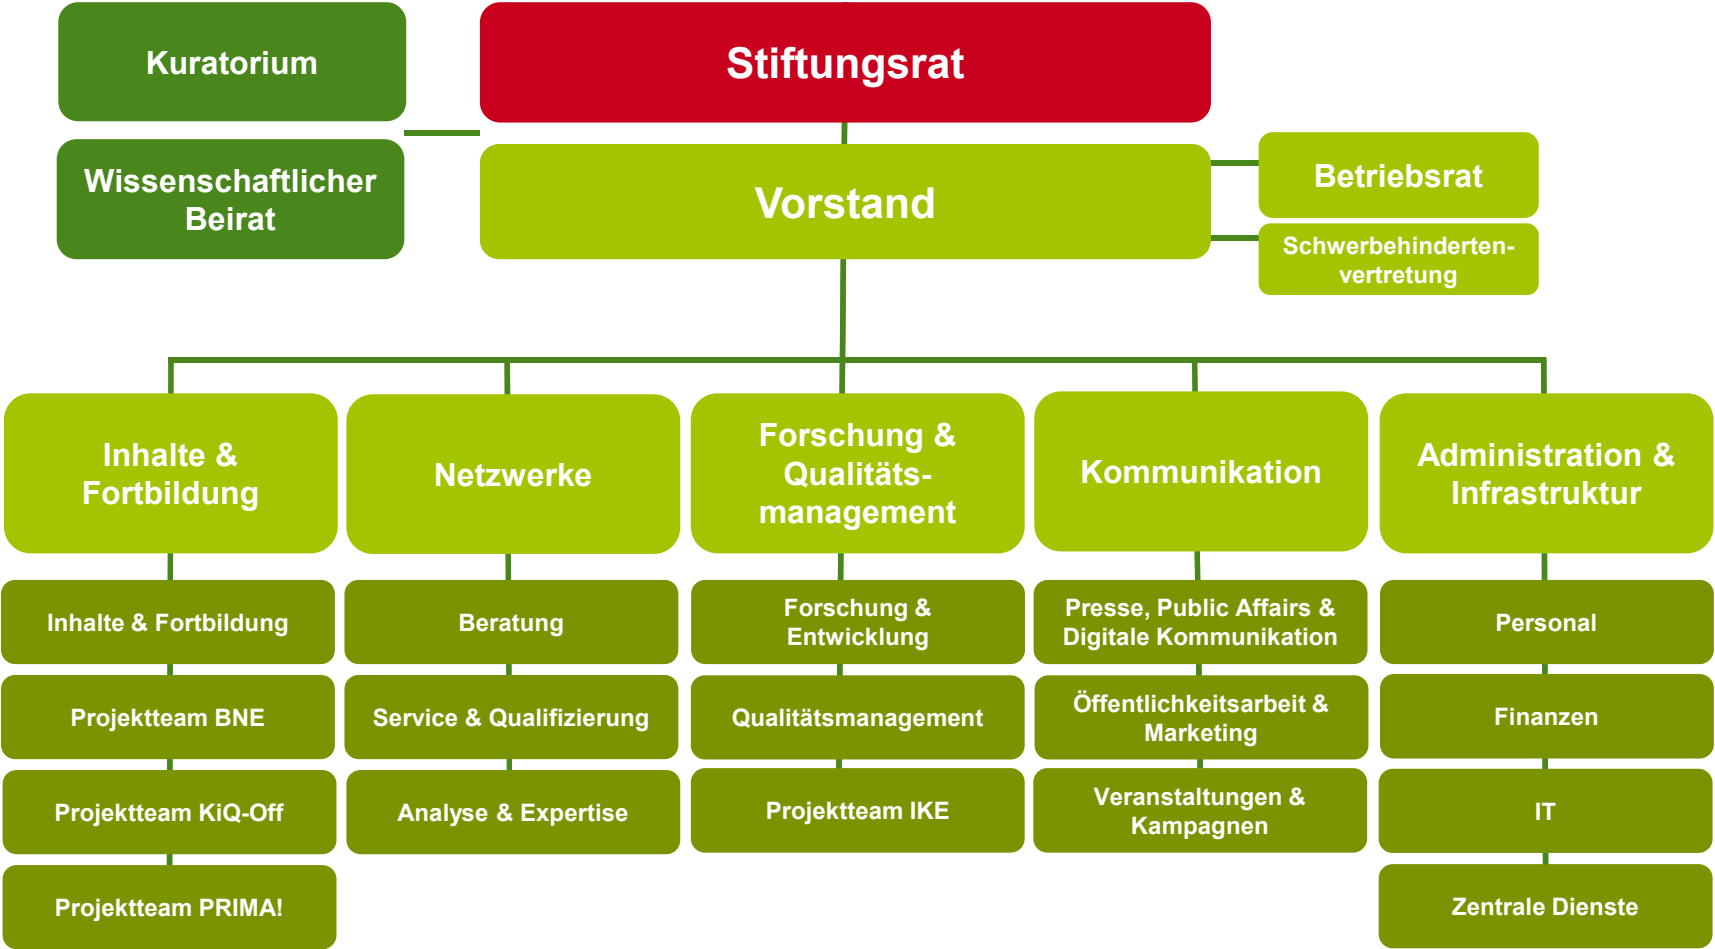 Kuratorium
Stiftungsrat
Wissenschaftlicher
Beirat
Vorstand
Betriebsrat
Schwerbehinderten-
vertretung
Inhalte &
Fortbildung
Netzwerke
Forschung &
Qualitäts-
management
Kommunikation
Administration &
Infrastruktur
Inhalte & Fortbildung
Projektteam BNE
Projektteam KiQ-Off
Projektteam PRIMA!
Beratung
Service & Qualifizierung
Analyse & Expertise
Forschung &
Entwicklung
Qualitätsmanagement
Projektteam IKE
Presse, Public Affairs &
Digitale Kommunikation
Öffentlichkeitsarbeit &
Marketing
Veranstaltungen &
Kampagnen
Personal
Finanzen
IT
Zentrale Dienste